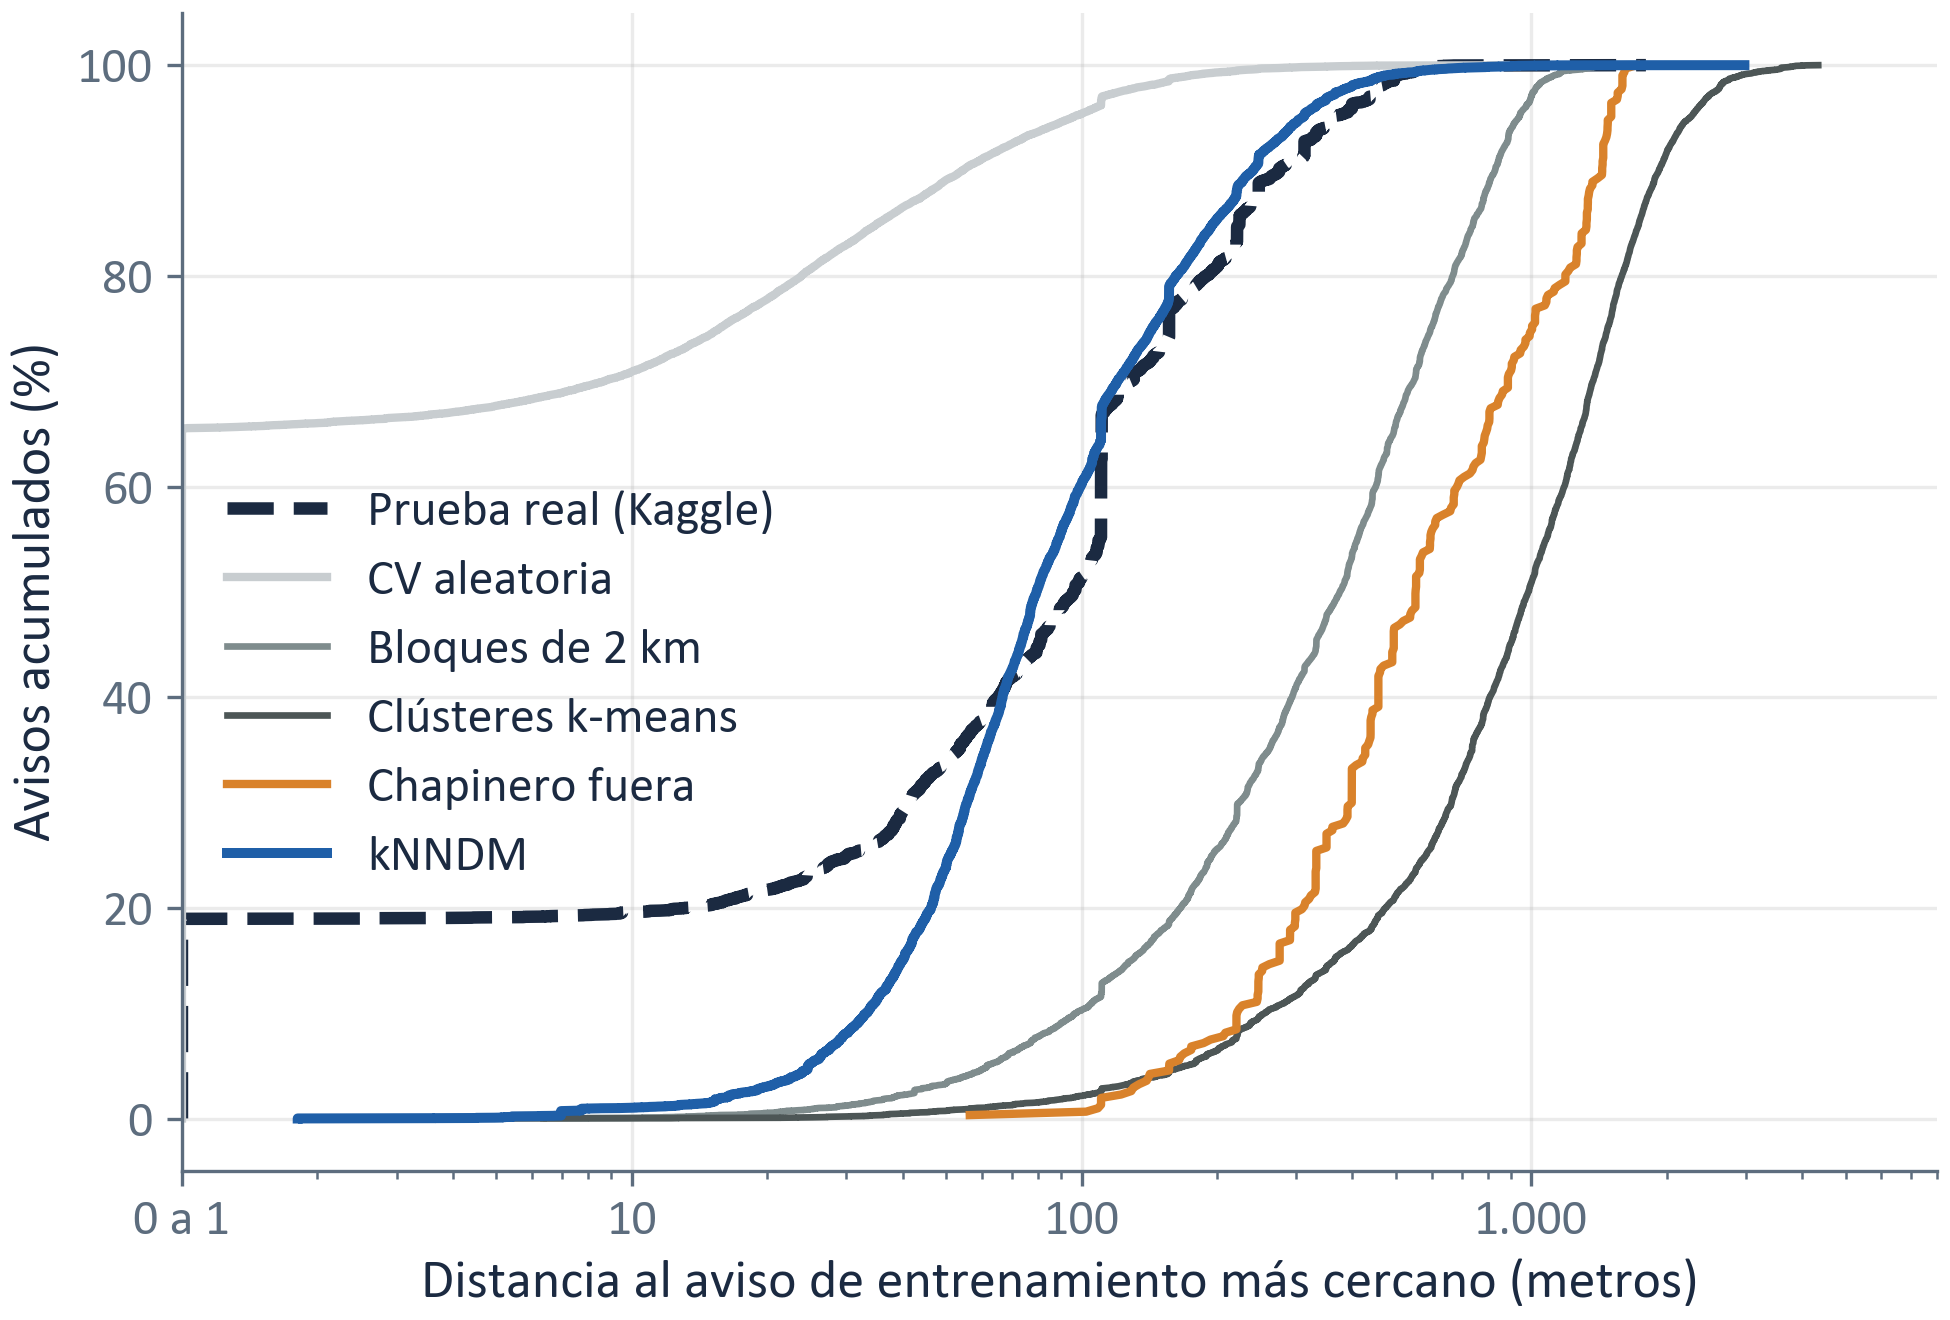 100
80
60
40
20
0
Avisos acumulados (%)
Prueba real (Kaggle)
CV aleatoria
Bloques de 2 km
Clústeres k-means
Chapinero fuera
kNNDM
0 a 1
10
100
1.000
Distancia al aviso de entrenamiento más cercano (metros)